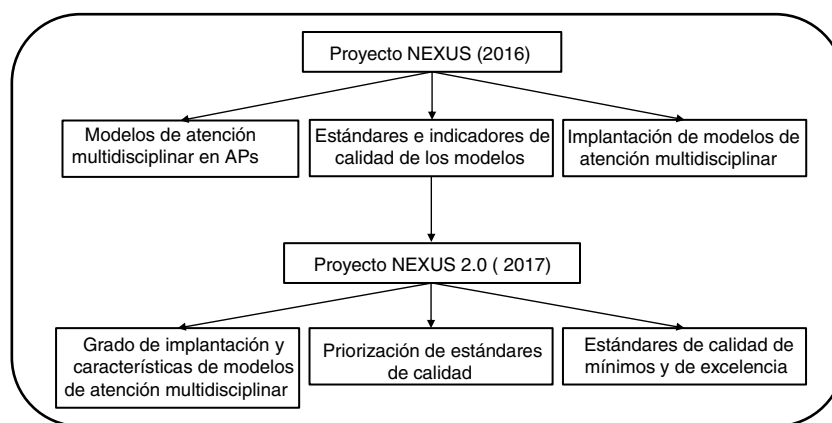 Proyecto NEXUS (2016)
Modelos de atención
multidisciplinar en APs
Estándares e indicadores de
calidad de los modelos
Implantación de modelos de
atención multidisciplinar
Proyecto NEXUS 2.0 ( 2017)
Grado de implantación y
características de modelos
de atención multidisciplinar
Priorización de estándares
de calidad
Estándares de calidad de
mínimos y de excelencia